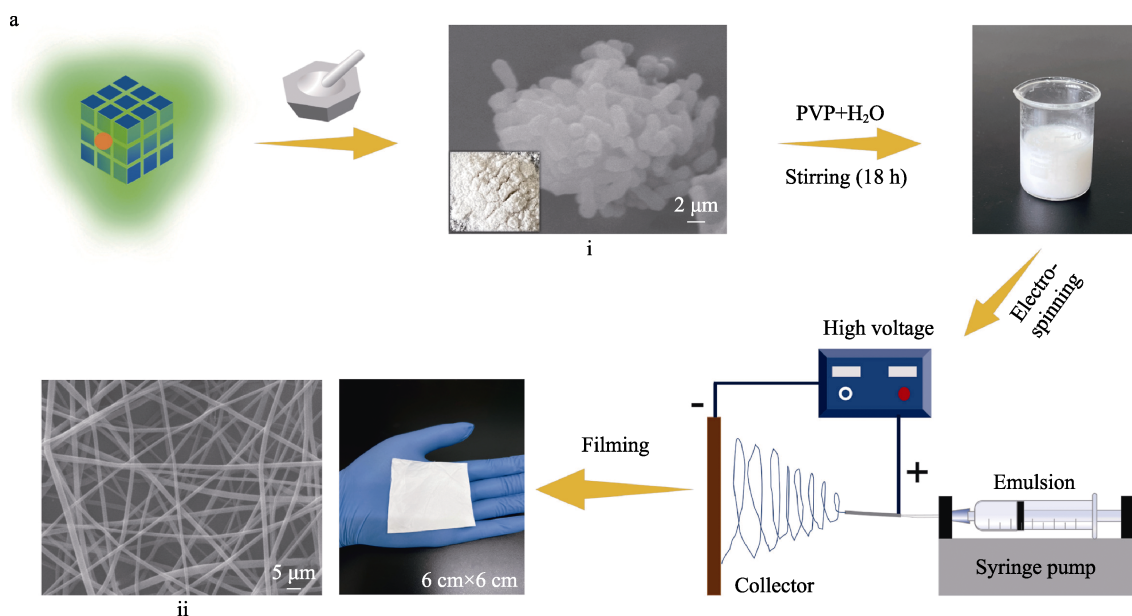 a
PVP+H₂O
Stirring (18 h)
2 μm
i
Electro-
spinning
High voltage
-
+
Filming
Emulsion
5 μm
6 cm×6 cm
Collector
Syringe pump
ii